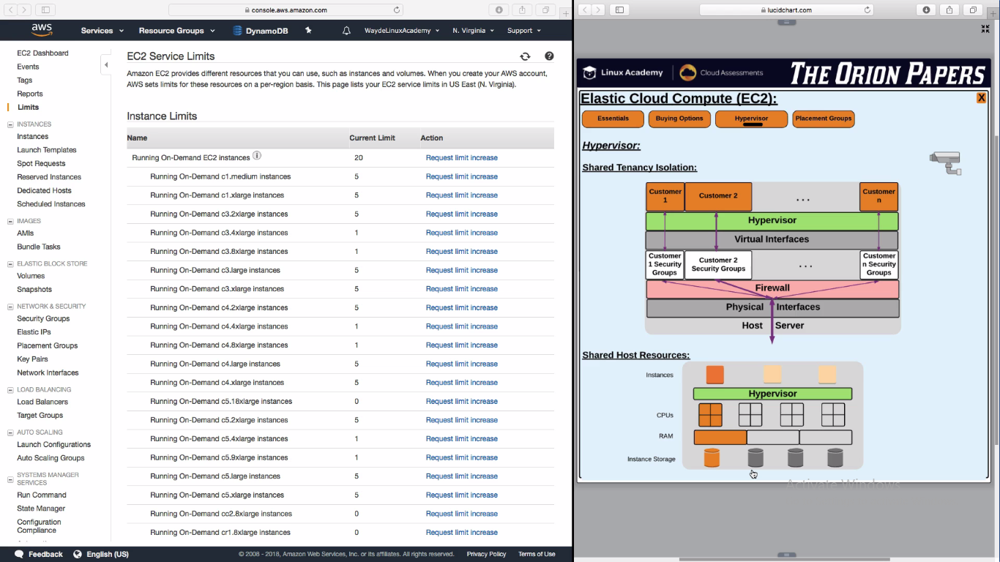 console.aws.amazon.com
aws Services Resource Groups DynamoDB WaydeLinuxAcademy N. Virginia Support
EC2 Dashboard
Events
Tags
Reports
Limits
INSTANCES
Instances
Launch Templates
Spot Requests
Reserved Instances
Dedicated Hosts
Scheduled Instances
IMAGES
AMIs
Bundle Tasks
ELASTIC BLOCK STORE
Volumes
Snapshots
NETWORK & SECURITY
Security Groups
Elastic IPs
Placement Groups
Key Pairs
Network Interfaces
LOAD BALANCING
Load Balancers
Target Groups
AUTO SCALING
Launch Configurations
Auto Scaling Groups
SYSTEMS MANAGER
SERVICES
Run Command
State Manager
Configuration
Compliance
EC2 Service Limits
Amazon EC2 provides different resources that you can use, such as instances and volumes. When you create your AWS account,
AWS sets limits for these resources on a per-region basis. This page lists your EC2 service limits in US East (N. Virginia).
Instance Limits
Name Current Limit Action
Running On-Demand EC2 instances 20 Request limit increase
Running On-Demand c1.medium instances 5 Request limit increase
Running On-Demand c1.xlarge instances 5 Request limit increase
Running On-Demand c3.2xlarge instances 5 Request limit increase
Running On-Demand c3.4xlarge instances 1 Request limit increase
Running On-Demand c3.8xlarge instances 1 Request limit increase
Running On-Demand c3.large instances 5 Request limit increase
Running On-Demand c3.xlarge instances 5 Request limit increase
Running On-Demand c4.2xlarge instances 5 Request limit increase
Running On-Demand c4.4xlarge instances 1 Request limit increase
Running On-Demand c4.8xlarge instances 1 Request limit increase
Running On-Demand c4.large instances 5 Request limit increase
Running On-Demand c4.xlarge instances 5 Request limit increase
Running On-Demand c5.18xlarge instances 0 Request limit increase
Running On-Demand c5.2xlarge instances 5 Request limit increase
Running On-Demand c5.4xlarge instances 1 Request limit increase
Running On-Demand c5.9xlarge instances 1 Request limit increase
Running On-Demand c5.large instances 5 Request limit increase
Running On-Demand c5.xlarge instances 5 Request limit increase
Running On-Demand cc2.8xlarge instances 0 Request limit increase
Running On-Demand cr1.8xlarge instances 0 Request limit increase
Feedback English (US) © 2008 - 2018, Amazon Web Services, Inc. or its affiliates. All rights reserved. Privacy Policy Terms of Use
lucidchart.com
Linux Academy Cloud Assessments THE ORION PAPERS
Elastic Cloud Compute (EC2): X
Essentials Buying Options Hypervisor Placement Groups
Hypervisor:
Shared Tenancy Isolation:
Customer 1 Customer 2 ... Customer n
Hypervisor
Virtual Interfaces
Customer 1 Security Groups Customer 2 Security Groups ... Customer n Security Groups
Firewall
Physical Interfaces
Host Server
Shared Host Resources:
Instances
Hypervisor
CPUs
RAM
Instance Storage
Activate Windows